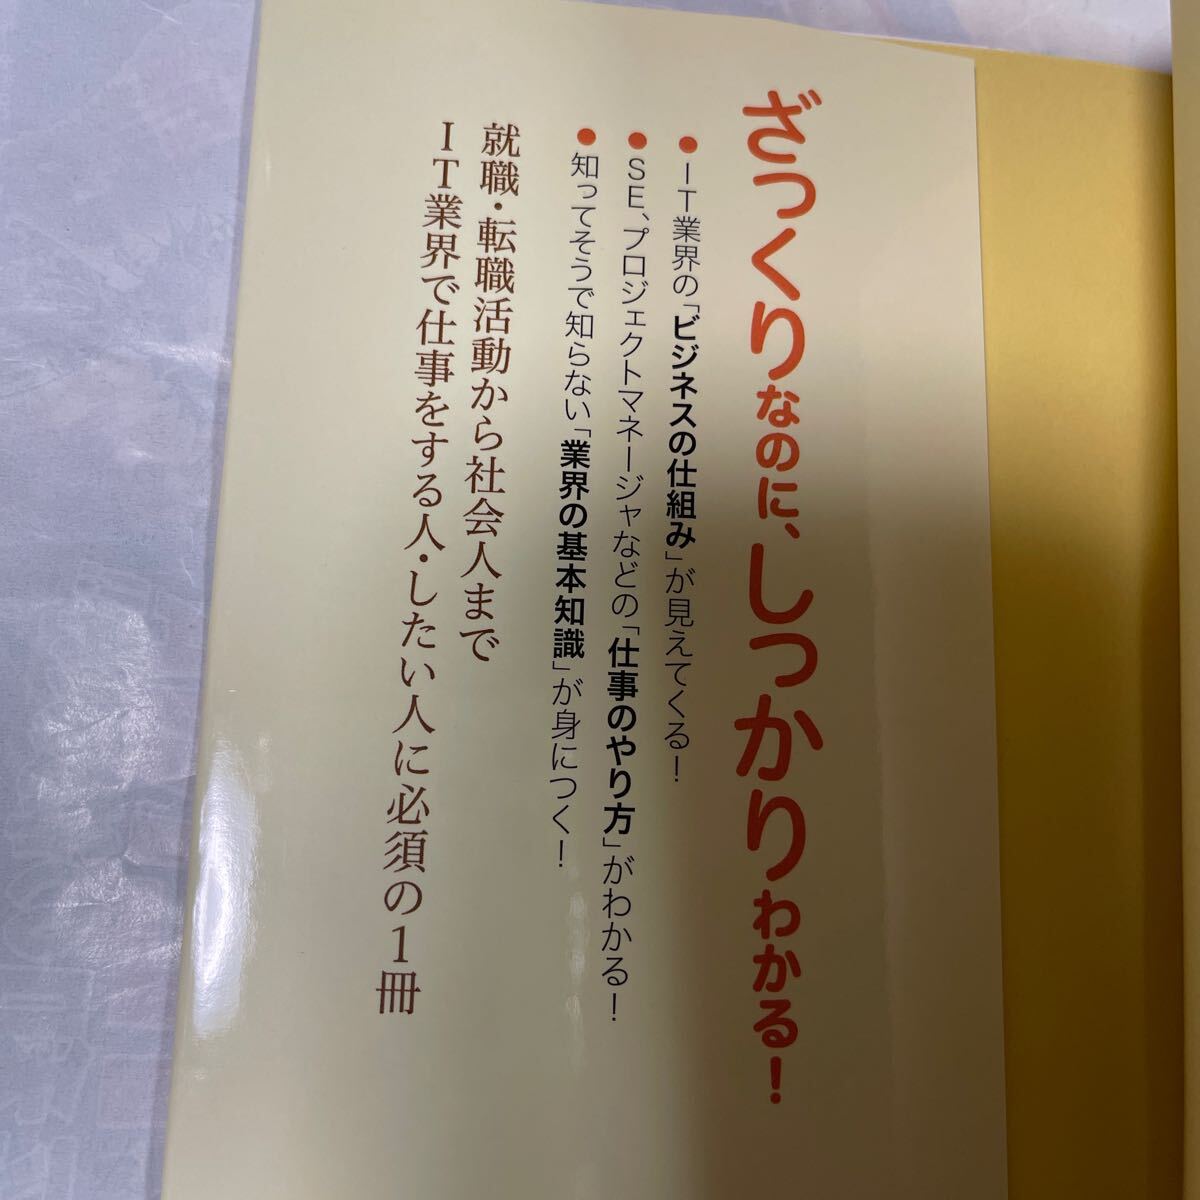 ざっくりなのに、しっかりわかる！
●IT業界の「ビジネスの仕組み」が見えてくる！
●SE、プロジェクトマネージャなどの「仕事のやり方」がわかる！
●知ってそうで知らない「業界の基本知識」が身につく！
就職・転職活動から社会人まで
IT業界で仕事をする人・したい人に必須の1冊